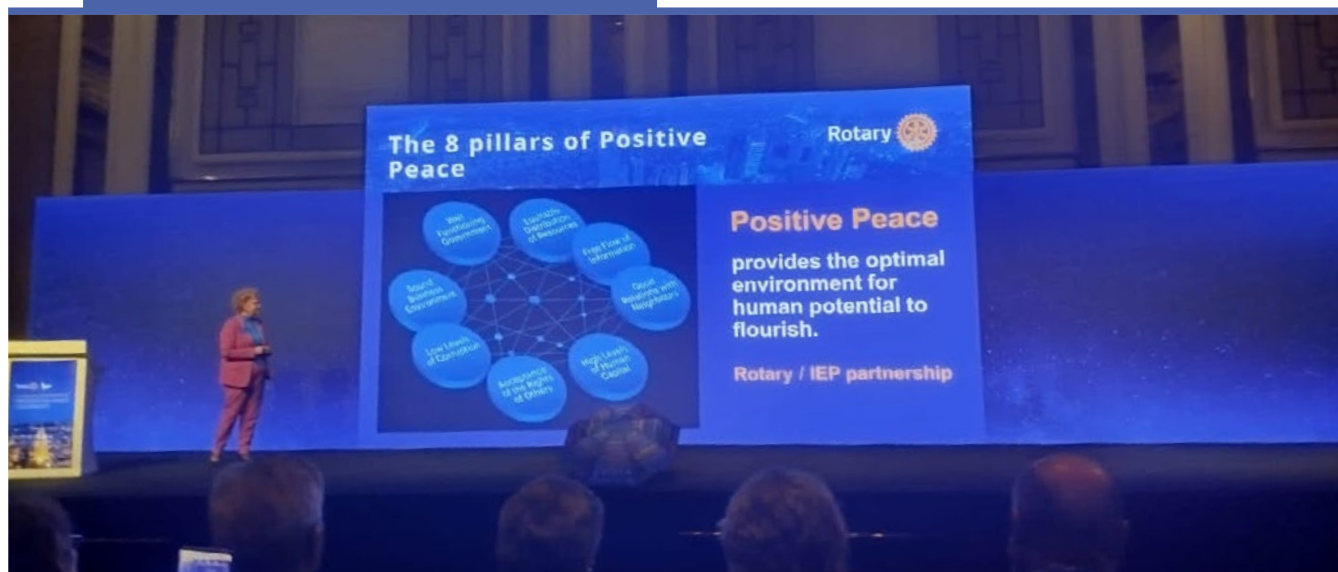 The 8 pillars of Positive
Peace
Rotary
Well
Functioning
Government
Equitable
Distribution
of Resources
Free Flow of
Information
Good
Relations with
Neighbours
High Levels
of Human
Capital
Acceptance
of the Rights
of Others
Low Levels
of Corruption
Sound
Business
Environment
Positive Peace
provides the optimal
environment for
human potential to
flourish.
Rotary / IEP partnership